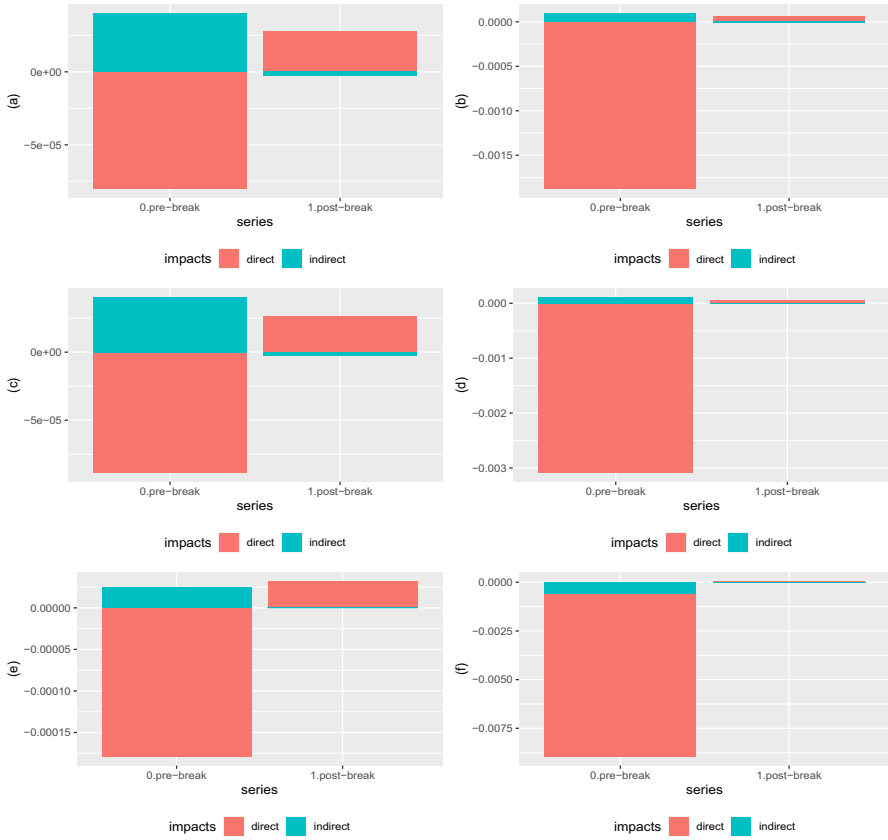 (a)
0e+00
−5e−05
0.pre−break 1.post−break
series
impacts direct indirect
(b)
0.0000
−0.0005
−0.0010
−0.0015
0.pre−break 1.post−break
series
impacts direct indirect
(c)
0e+00
−5e−05
0.pre−break 1.post−break
series
impacts direct indirect
(d)
0.000
−0.001
−0.002
−0.003
0.pre−break 1.post−break
series
impacts direct indirect
(e)
0.00000
−0.00005
−0.00010
−0.00015
0.pre−break 1.post−break
series
impacts direct indirect
(f)
0.0000
−0.0025
−0.0050
−0.0075
0.pre−break 1.post−break
series
impacts direct indirect